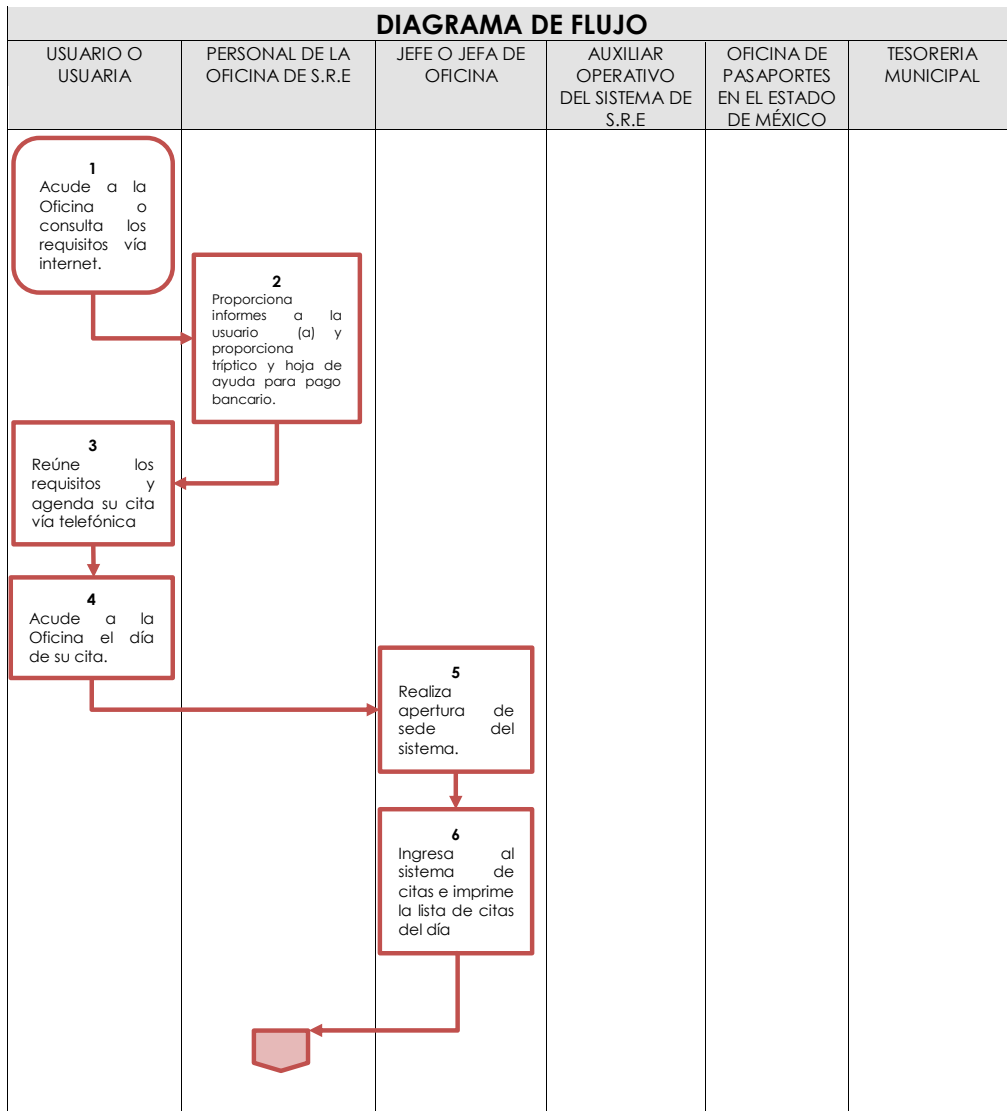 DIAGRAMA DE FLUJO
USUARIO O
USUARIA
PERSONAL DE LA
OFICINA DE S.R.E
JEFE O JEFA DE
OFICINA
AUXILIAR
OPERATIVO
DEL SISTEMA DE
S.R.E
OFICINA DE
PASAPORTES
EN EL ESTADO
DE MÉXICO
TESORERIA
MUNICIPAL
1
Acude a la
Oficina o
consulta los
requisitos vía
internet.
2
Proporciona
informes a la
usuario (a) y
proporciona
tríptico y hoja de
ayuda para pago
bancario.
3
Reúne los
requisitos y
agenda su cita
vía telefónica
4
Acude a la
Oficina el día
de su cita.
5
Realiza
apertura de
sede del
sistema.
6
Ingresa al
sistema de
citas e imprime
la lista de citas
del día